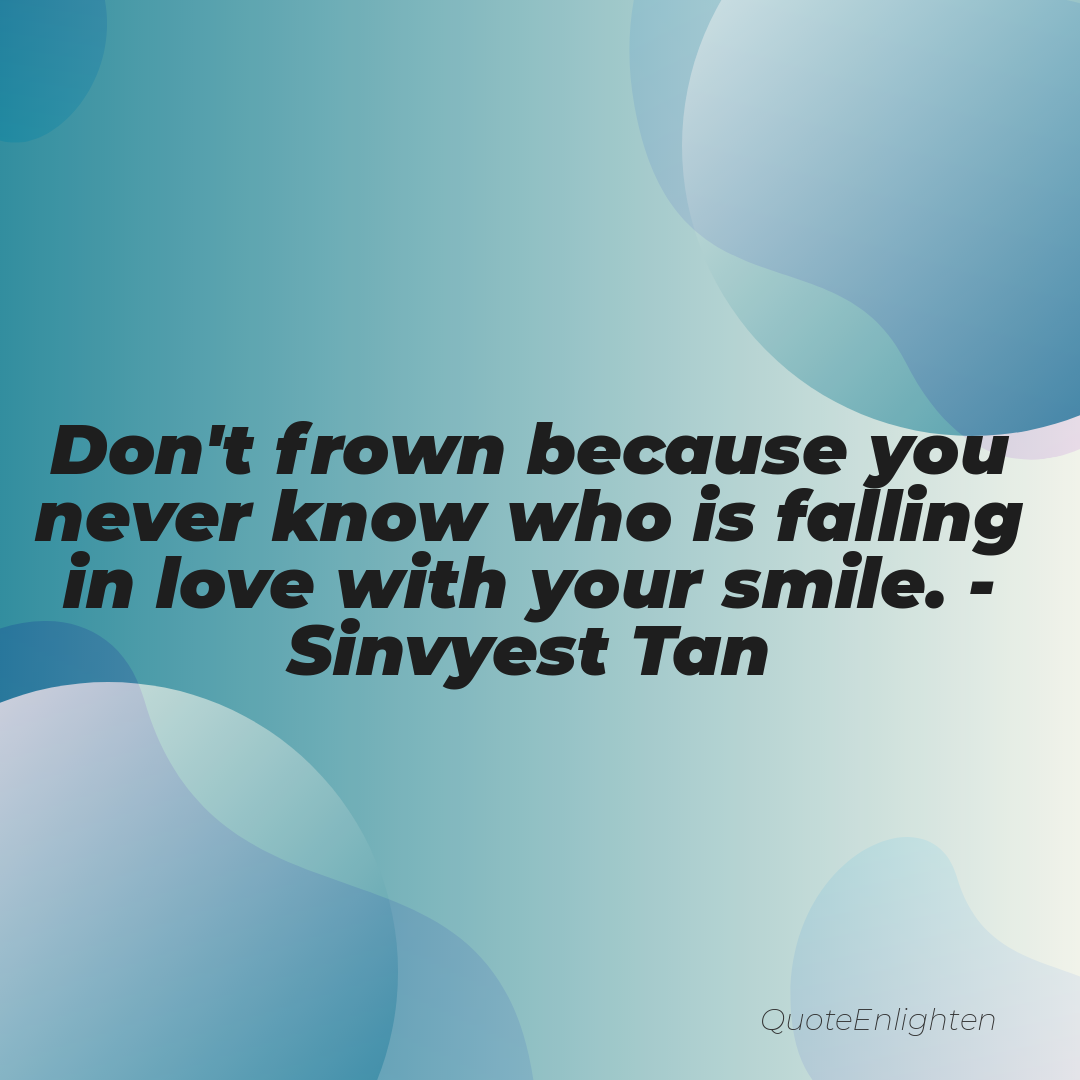 Don't frown because you
never know who is falling
in love with your smile. -
Sinvyest Tan
QuoteEnlighten